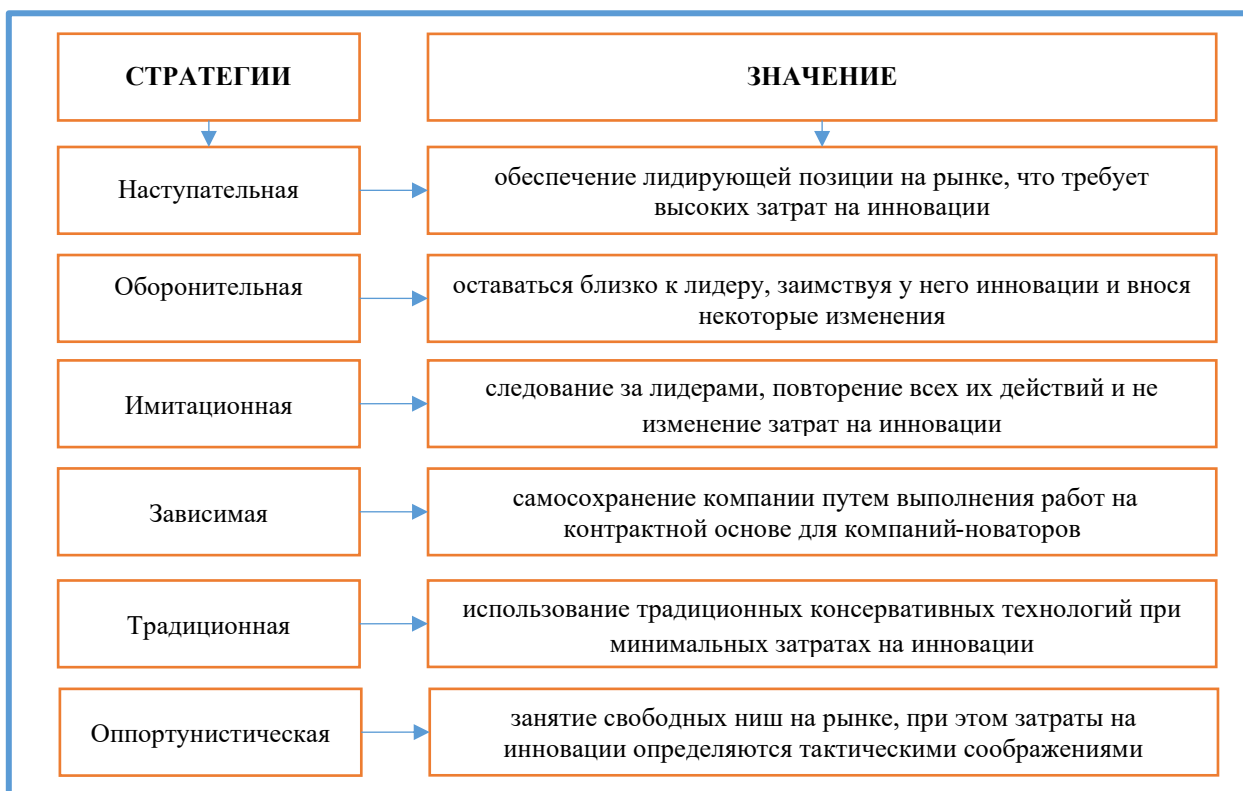 СТРАТЕГИИ
ЗНАЧЕНИЕ
Наступательная
обеспечение лидирующей позиции на рынке, что требует
высоких затрат на инновации
Оборонительная
оставаться близко к лидеру, заимствуя у него инновации и внося
некоторые изменения
Имитационная
следование за лидерами, повторение всех их действий и не
изменение затрат на инновации
Зависимая
самосохранение компании путем выполнения работ на
контрактной основе для компаний-новаторов
Традиционная
использование традиционных консервативных технологий при
минимальных затратах на инновации
Оппортунистическая
занятие свободных ниш на рынке, при этом затраты на
инновации определяются тактическими соображениями